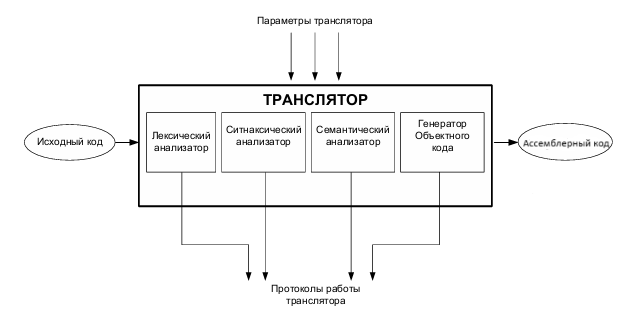 Параметры транслятора
ТРАНСЛЯТОР
Лексический
анализатор
Ситнаксический
анализатор
Семантический
анализатор
Генератор
Объектного
кода
Исходный код
Ассемблерный код
Протоколы работы
транслятора